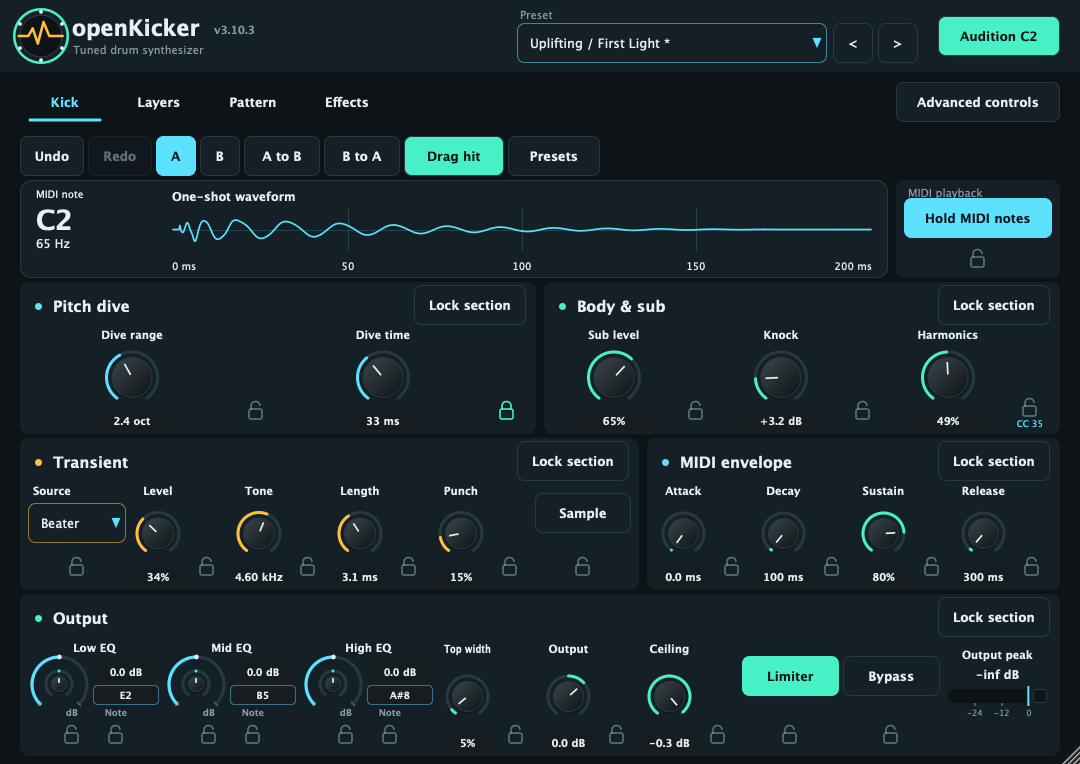 openKicker v3.10.3
Tuned drum synthesizer
Preset
Uplifting / First Light *
< >
Audition C2
Kick Layers Pattern Effects
Advanced controls
Undo Redo A B A to B B to A Drag hit Presets
MIDI note
C2
65 Hz
One-shot waveform
0 ms 50 100 150 200 ms
MIDI playback
Hold MIDI notes
Pitch dive
Lock section
Dive range Dive time
2.4 oct 33 ms
Body & sub
Lock section
Sub level Knock Harmonics
65% +3.2 dB 49%
CC 35
Transient
Lock section
Source Level Tone Length Punch
Beater
Sample
34% 4.60 kHz 3.1 ms 15%
MIDI envelope
Lock section
Attack Decay Sustain Release
0.0 ms 100 ms 80% 300 ms
Output
Lock section
Low EQ Mid EQ High EQ Top width Output Ceiling
0.0 dB 0.0 dB 0.0 dB
E2 B5 A#8
dB Note dB Note dB Note
5% 0.0 dB -0.3 dB
Limiter Bypass
Output peak
-inf dB
-24 -12 0